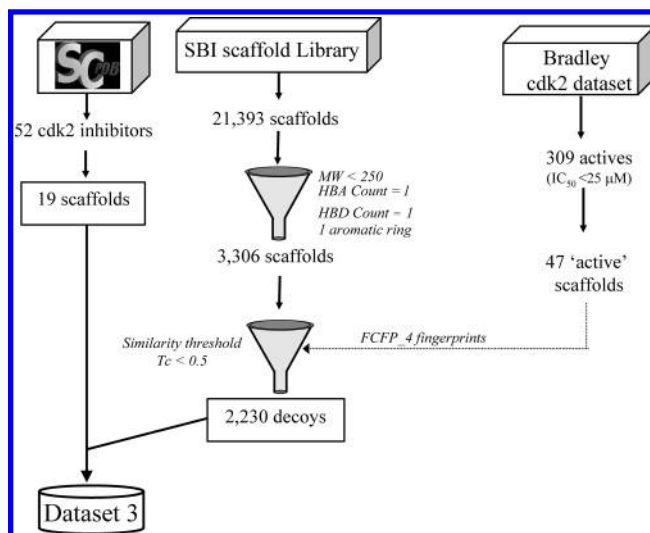 SC PDB
52 cdk2 inhibitors
19 scaffolds
SBI scaffold Library
21,393 scaffolds
MW < 250
HBA Count = 1
HBD Count = 1
1 aromatic ring
3,306 scaffolds
Similarity threshold
Tc < 0.5
2,230 decoys
Bradley
cdk2 dataset
309 actives
(IC50 <25 µM)
47 ‘active’
scaffolds
FCFP_4 fingerprints
Dataset 3